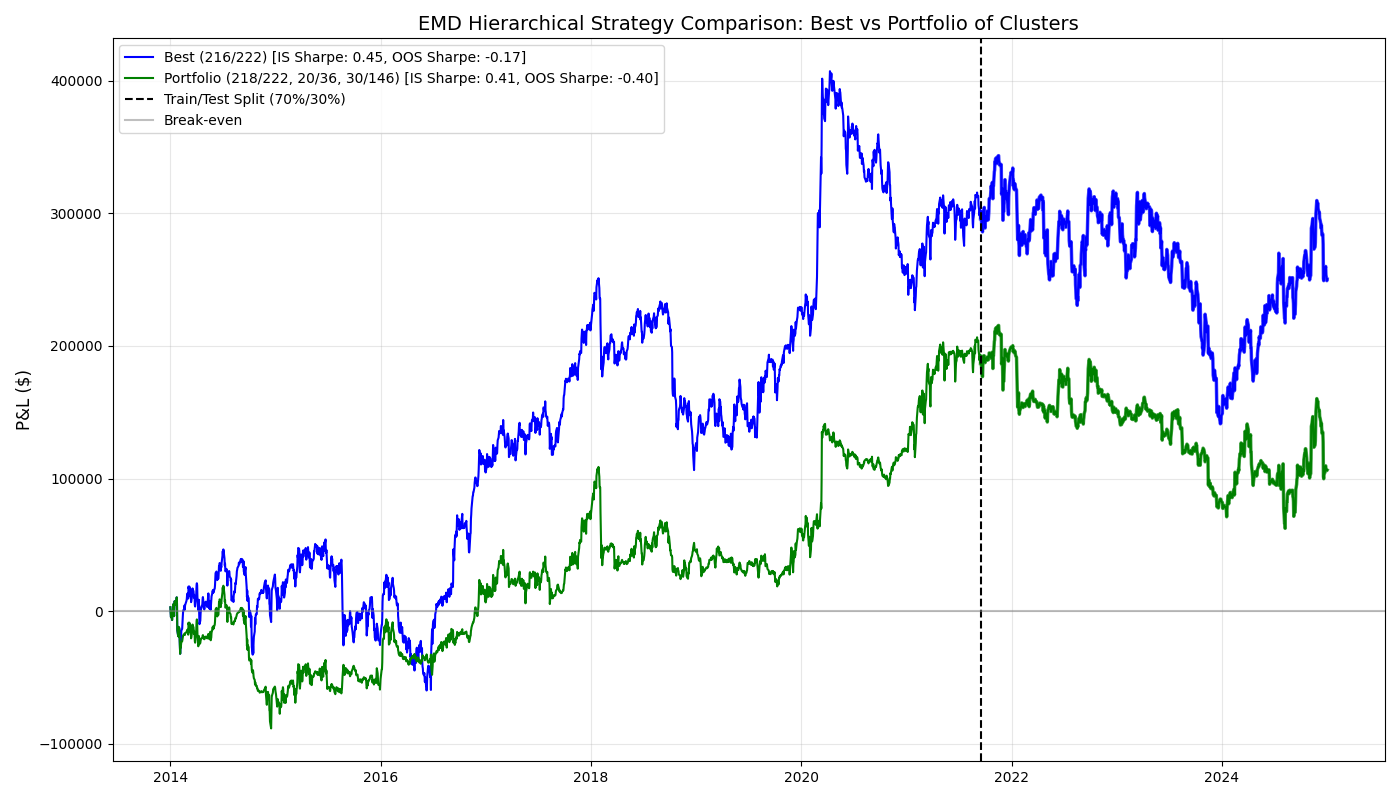 EMD Hierarchical Strategy Comparison: Best vs Portfolio of Clusters
Best (216/222) [IS Sharpe: 0.45, OOS Sharpe: -0.17]
Portfolio (218/222, 20/36, 30/146) [IS Sharpe: 0.41, OOS Sharpe: -0.40]
Train/Test Split (70%/30%)
Break-even
P&L ($)
400000
300000
200000
100000
0
−100000
2014
2016
2018
2020
2022
2024